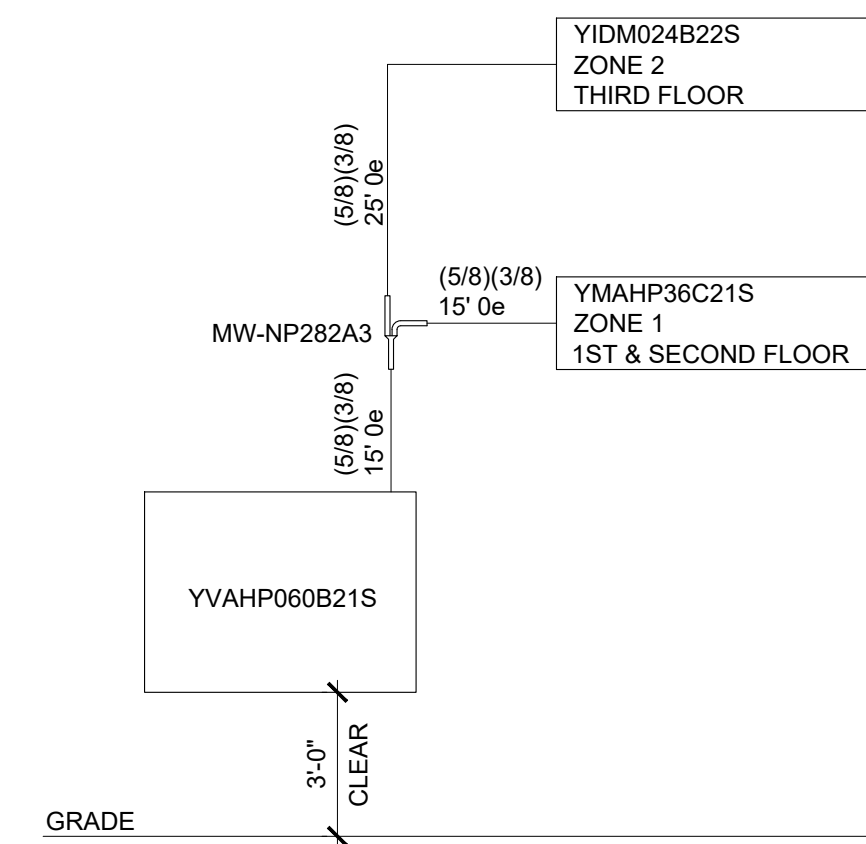 YIDM024B22S
ZONE 2
THIRD FLOOR
(5/8)(3/8)
25' 0e
(5/8)(3/8)
15' 0e
YMAHP36C21S
ZONE 1
1ST & SECOND FLOOR
MW-NP282A3
(5/8)(3/8)
15' 0e
YVAHP060B21S
3'-0"
CLEAR
GRADE